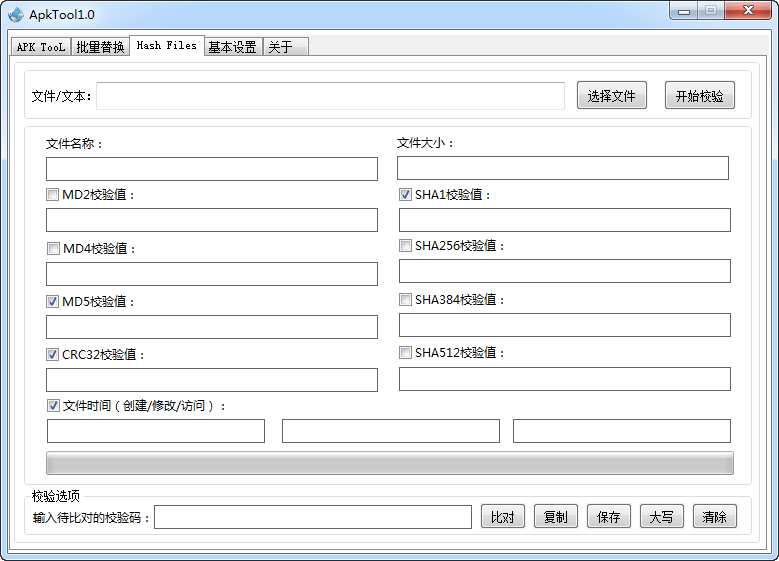 ApkTool1.0
APK TooL 批量替换 Hash Files 基本设置 关于
文件/文本: 选择文件 开始校验
文件名称： 文件大小：
MD2校验值： SHA1校验值：
MD4校验值： SHA256校验值：
MD5校验值： SHA384校验值：
CRC32校验值： SHA512校验值：
文件时间（创建/修改/访问）：
校验选项
输入待比对的校验码： 比对 复制 保存 大写 清除